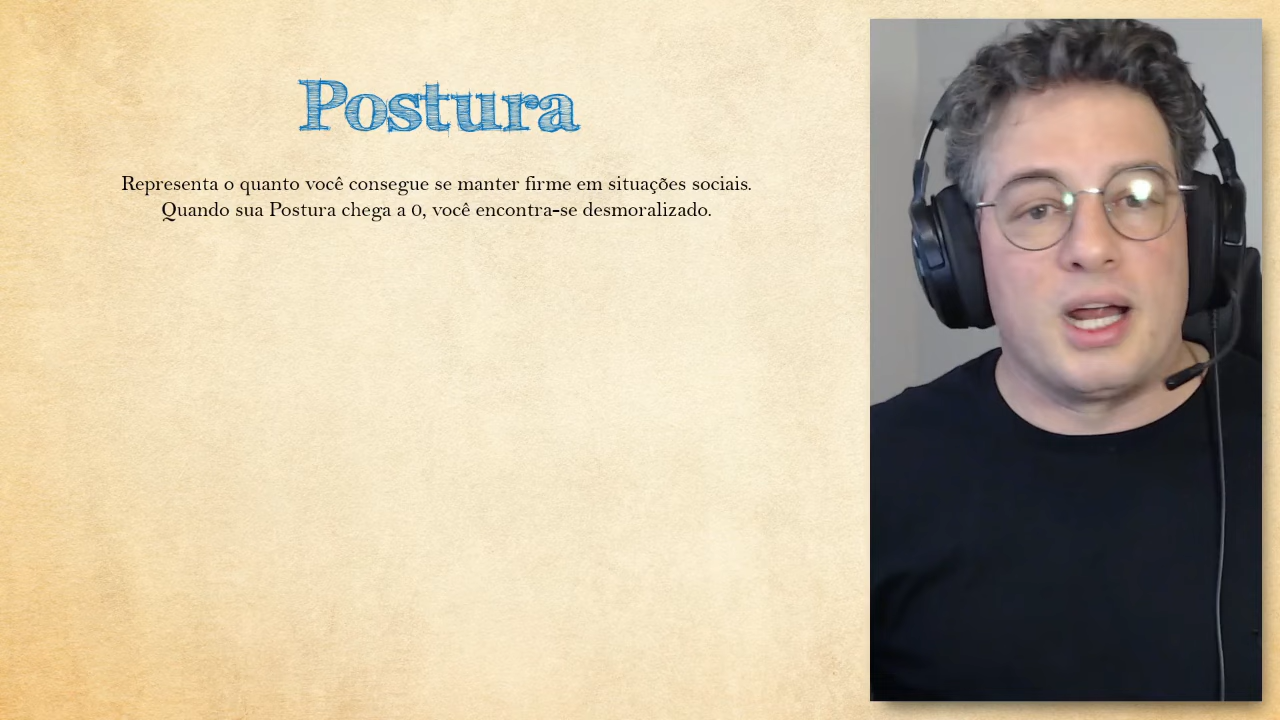 Postura
Representa o quanto você consegue se manter firme em situações sociais.
Quando sua Postura chega a 0, você encontra-se desmoralizado.